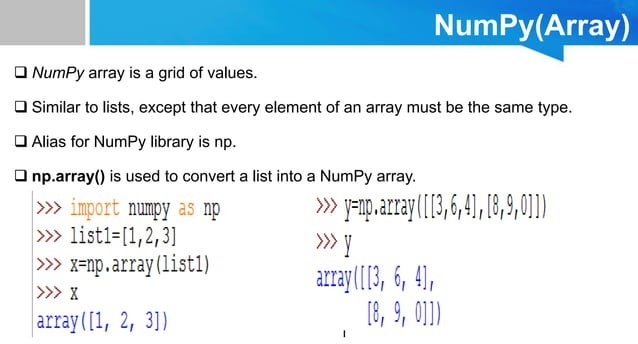 NumPy(Array)
❑ NumPy array is a grid of values.
❑ Similar to lists, except that every element of an array must be the same type.
❑ Alias for NumPy library is np.
❑ np.array() is used to convert a list into a NumPy array.
>>> import numpy as np
>>> list1=[1,2,3]
>>> x=np.array(list1)
>>> x
array([1, 2, 3])
>>> y=np.array([[3,6,4],[8,9,0]])
>>> y
array([[3, 6, 4],
[8, 9, 0]])